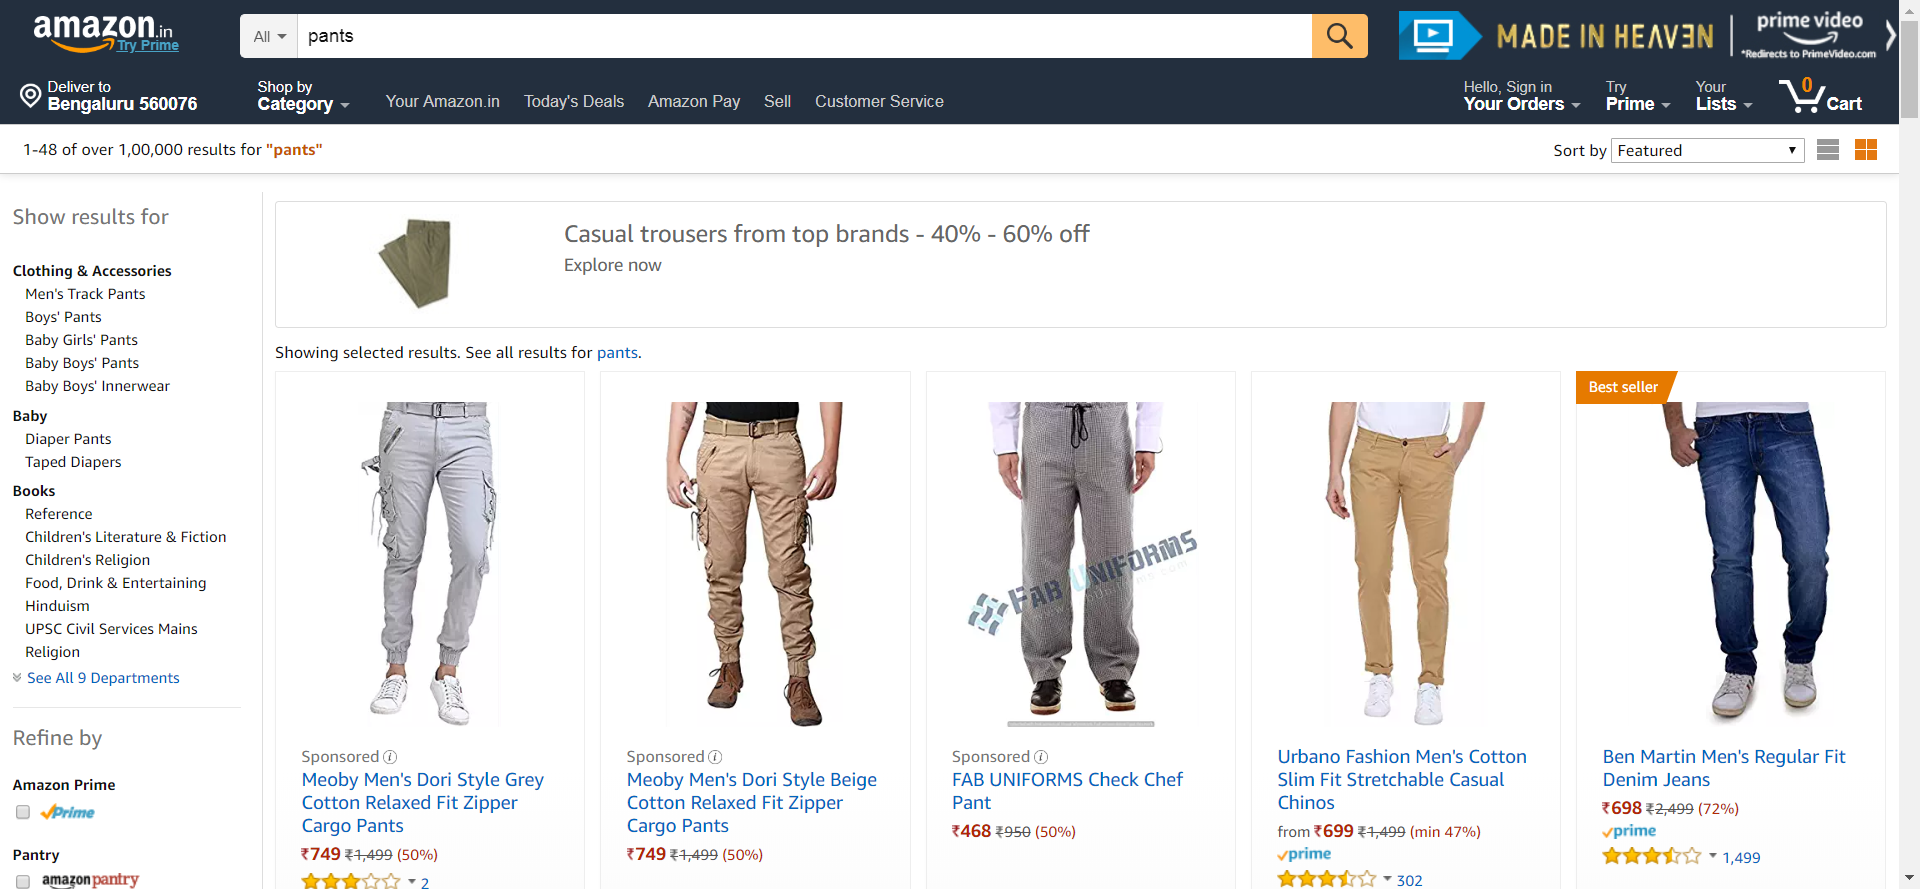 amazon.in
Try Prime
All
pants
MADE IN HEAVEN
prime video
*Redirects to PrimeVideo.com
Deliver to
Bengaluru 560076
Shop by
Category
Your Amazon.in
Today's Deals
Amazon Pay
Sell
Customer Service
Hello, Sign in
Your Orders
Try
Prime
Your
Lists
0
Cart
1-48 of over 1,00,000 results for "pants"
Sort by
Featured
Show results for
Clothing & Accessories
Men's Track Pants
Boys' Pants
Baby Girls' Pants
Baby Boys' Pants
Baby Boys' Innerwear
Baby
Diaper Pants
Taped Diapers
Books
Reference
Children's Literature & Fiction
Children's Religion
Food, Drink & Entertaining
Hinduism
UPSC Civil Services Mains
Religion
See All 9 Departments
Refine by
Amazon Prime
Prime
Pantry
amazonpantry
Casual trousers from top brands - 40% - 60% off
Explore now
Showing selected results. See all results for pants.
Sponsored
Meoby Men's Dori Style Grey
Cotton Relaxed Fit Zipper
Cargo Pants
₹749 ₹1,499 (50%)
2
Sponsored
Meoby Men's Dori Style Beige
Cotton Relaxed Fit Zipper
Cargo Pants
₹749 ₹1,499 (50%)
FAB UNIFORMS
Sponsored
FAB UNIFORMS Check Chef
Pant
₹468 ₹950 (50%)
Urbano Fashion Men's Cotton
Slim Fit Stretchable Casual
Chinos
from ₹699 ₹1,499 (min 47%)
prime
302
Best seller
Ben Martin Men's Regular Fit
Denim Jeans
₹698 ₹2,499 (72%)
prime
1,499